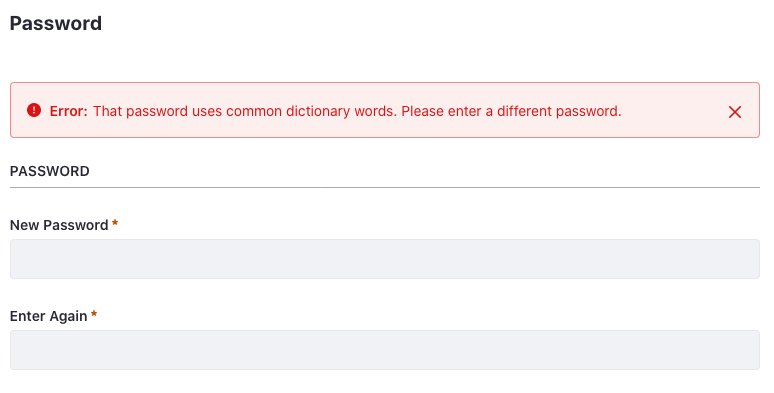 Password
Error: That password uses common dictionary words. Please enter a different password.
PASSWORD
New Password *
Enter Again *